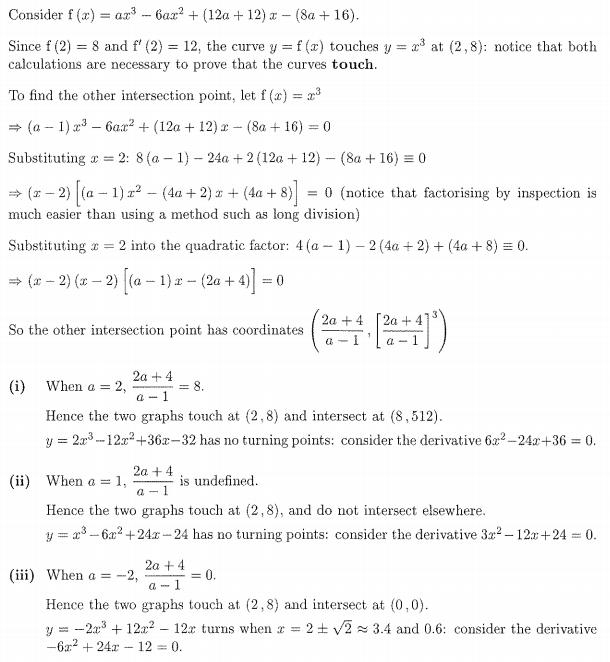 Consider f (x) = ax³ − 6ax² + (12a + 12) x − (8a + 16).
Since f (2) = 8 and f′ (2) = 12, the curve y = f (x) touches y = x³ at (2, 8): notice that both
calculations are necessary to prove that the curves touch.
To find the other intersection point, let f (x) = x³
⇒ (a − 1) x³ − 6ax² + (12a + 12) x − (8a + 16) = 0
Substituting x = 2: 8 (a − 1) − 24a + 2 (12a + 12) − (8a + 16) ≡ 0
⇒ (x − 2) [(a − 1) x² − (4a + 2) x + (4a + 8)] = 0 (notice that factorising by inspection is
much easier than using a method such as long division)
Substituting x = 2 into the quadratic factor: 4 (a − 1) − 2 (4a + 2) + (4a + 8) ≡ 0.
⇒ (x − 2) (x − 2) [(a − 1) x − (2a + 4)] = 0
So the other intersection point has coordinates ((2a + 4)/(a − 1), [(2a + 4)/(a − 1)]³)
(i) When a = 2, (2a + 4)/(a − 1) = 8.
Hence the two graphs touch at (2, 8) and intersect at (8, 512).
y = 2x³−12x²+36x−32 has no turning points: consider the derivative 6x²−24x+36 = 0.
(ii) When a = 1, (2a + 4)/(a − 1) is undefined.
Hence the two graphs touch at (2, 8), and do not intersect elsewhere.
y = x³ − 6x² + 24x − 24 has no turning points: consider the derivative 3x² − 12x + 24 = 0.
(iii) When a = −2, (2a + 4)/(a − 1) = 0.
Hence the two graphs touch at (2, 8) and intersect at (0, 0).
y = −2x³ + 12x² − 12x turns when x = 2 ± √2 ≈ 3.4 and 0.6: consider the derivative
−6x² + 24x − 12 = 0.